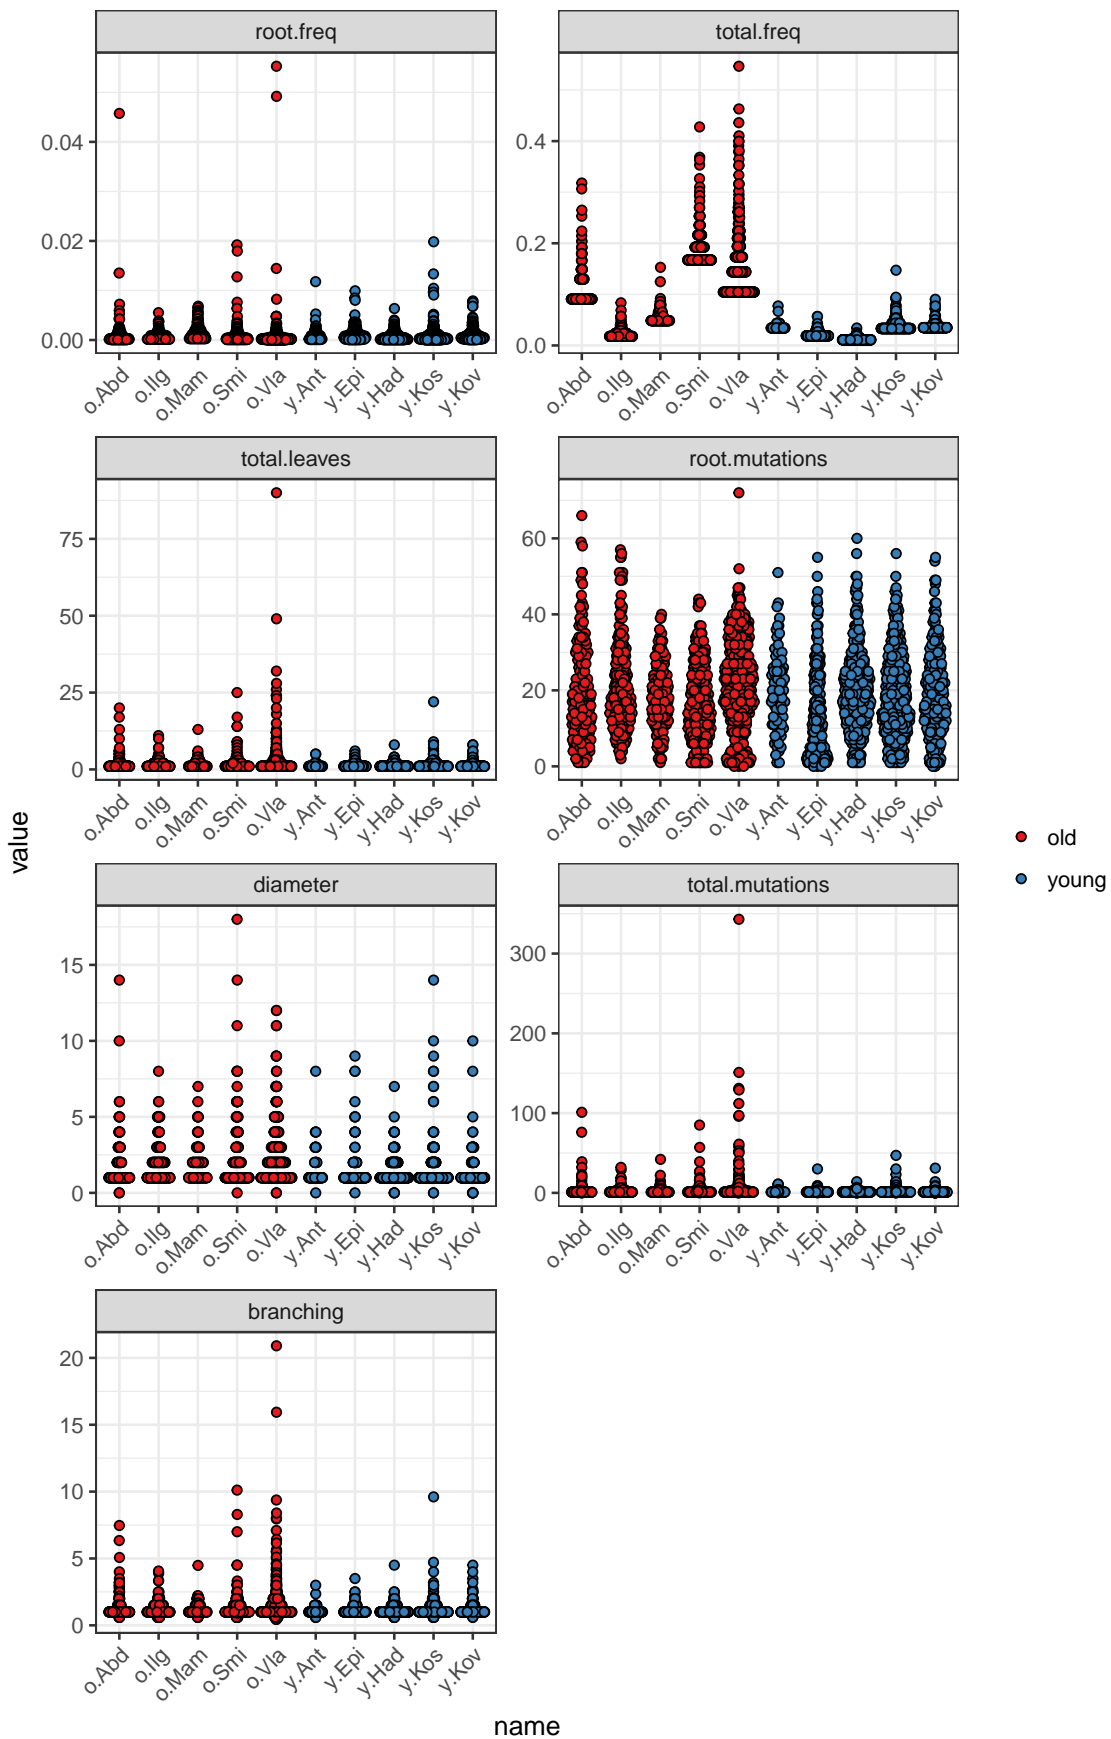 root.freq
total.freq
0.04
0.02
0.00
0.4
0.2
0.0
o.Abd o.Ilg o.Mam o.Smi o.Vla y.Ant y.Epi y.Had y.Kos y.Kov
o.Abd o.Ilg o.Mam o.Smi o.Vla y.Ant y.Epi y.Had y.Kos y.Kov
total.leaves
root.mutations
75
50
25
0
60
40
20
0
o.Abd o.Ilg o.Mam o.Smi o.Vla y.Ant y.Epi y.Had y.Kos y.Kov
o.Abd o.Ilg o.Mam o.Smi o.Vla y.Ant y.Epi y.Had y.Kos y.Kov
value
old
young
diameter
total.mutations
15
10
5
0
300
200
100
0
o.Abd o.Ilg o.Mam o.Smi o.Vla y.Ant y.Epi y.Had y.Kos y.Kov
o.Abd o.Ilg o.Mam o.Smi o.Vla y.Ant y.Epi y.Had y.Kos y.Kov
branching
20
15
10
5
0
o.Abd o.Ilg o.Mam o.Smi o.Vla y.Ant y.Epi y.Had y.Kos y.Kov
name